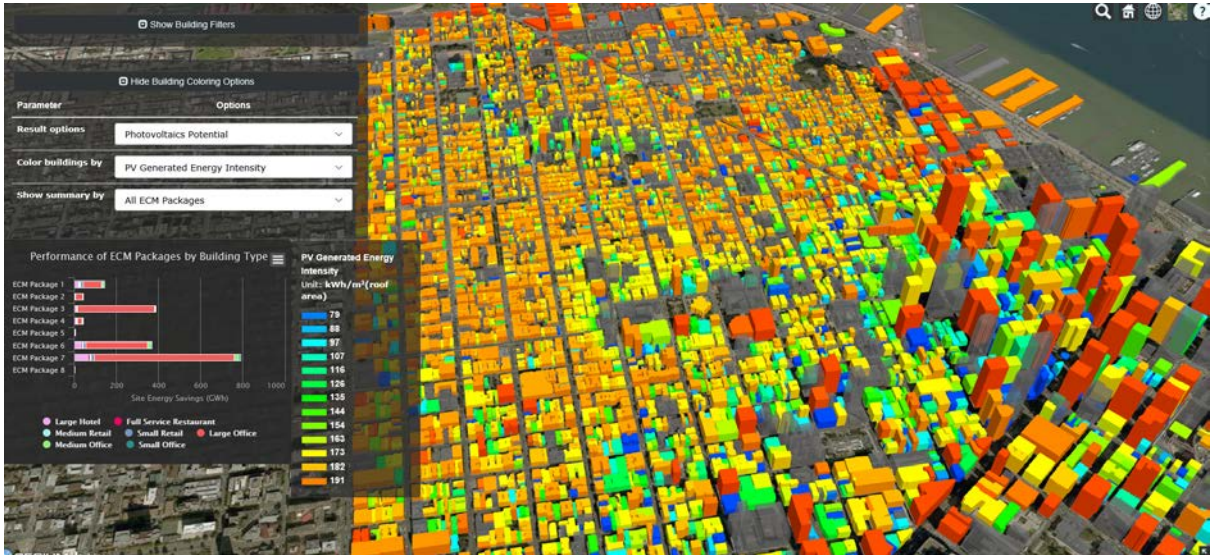 Show Building Filters
Hide Building Coloring Options
Parameter Options
Result options Photovoltaics Potential
Color buildings by PV Generated Energy Intensity
Show summary by All ECM Packages
Performance of ECM Packages by Building Type
ECM Package 1
ECM Package 2
ECM Package 3
ECM Package 4
ECM Package 5
ECM Package 6
ECM Package 7
ECM Package 8
0 200 400 600 800 1000
Site Energy Savings (GWh)
Large Hotel Full Service Restaurant
Medium Retail Small Retail Large Office
Medium Office Small Office
PV Generated Energy
Intensity
Unit: kWh/m²(roof
area)
79
88
97
107
116
126
135
144
154
163
173
182
191
?